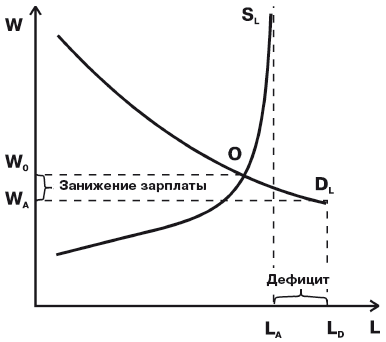 W
S_L
O
W_0
Занижение зарплаты
D_L
W_A
Дефицит
L_A
L_D
L